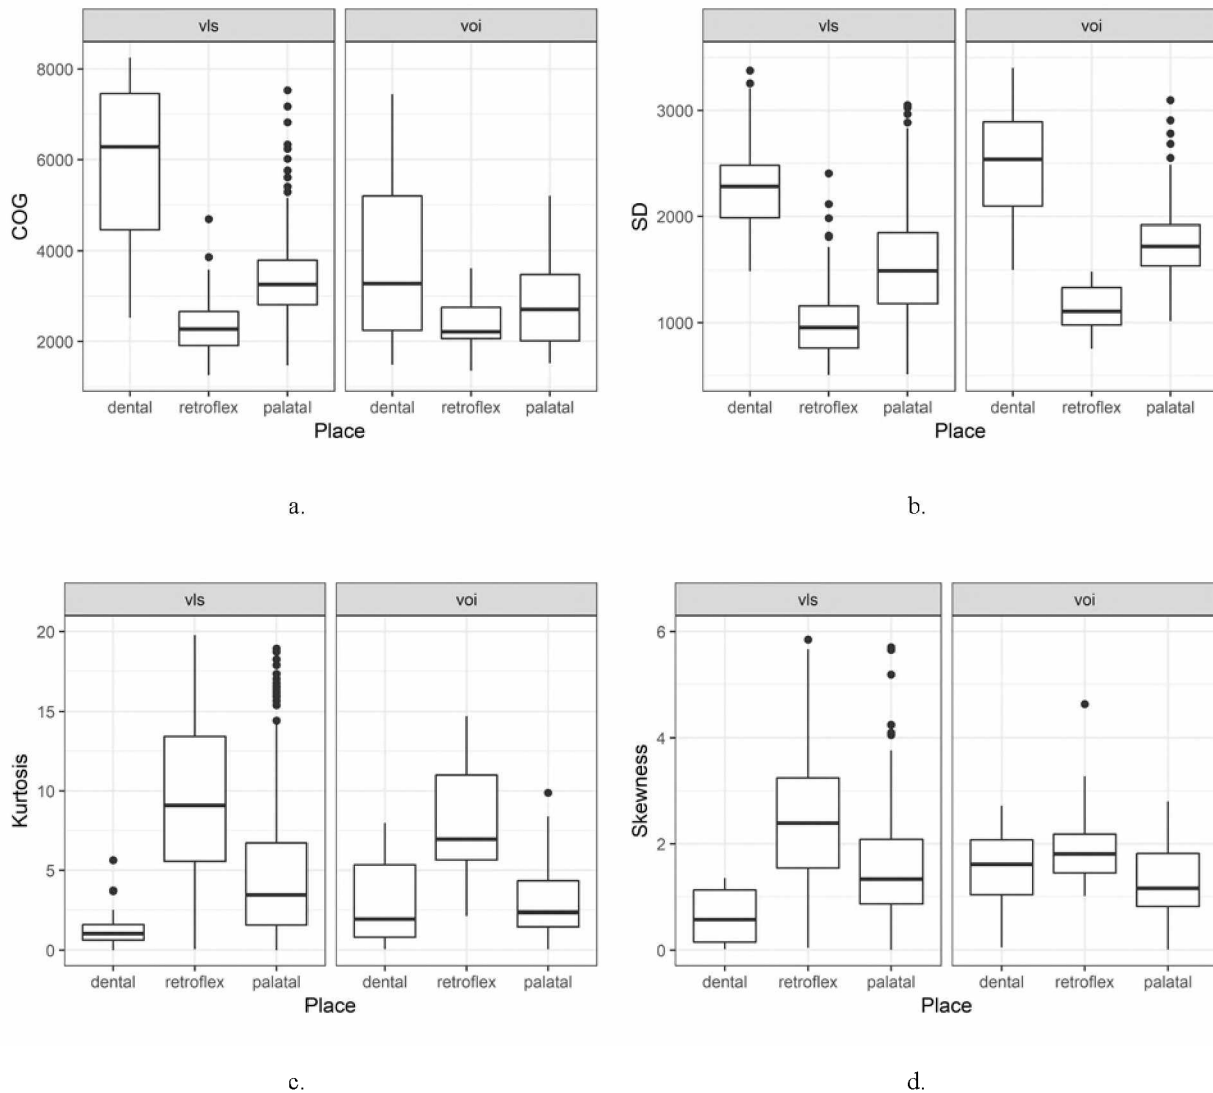 vls voi
COG
8000
6000
4000
2000
dental retroflex palatal dental retroflex palatal
Place
a.
vls voi
SD
3000
2000
1000
dental retroflex palatal dental retroflex palatal
Place
b.
vls voi
Kurtosis
20
15
10
5
0
dental retroflex palatal dental retroflex palatal
Place
c.
vls voi
Skewness
6
4
2
0
dental retroflex palatal dental retroflex palatal
Place
d.